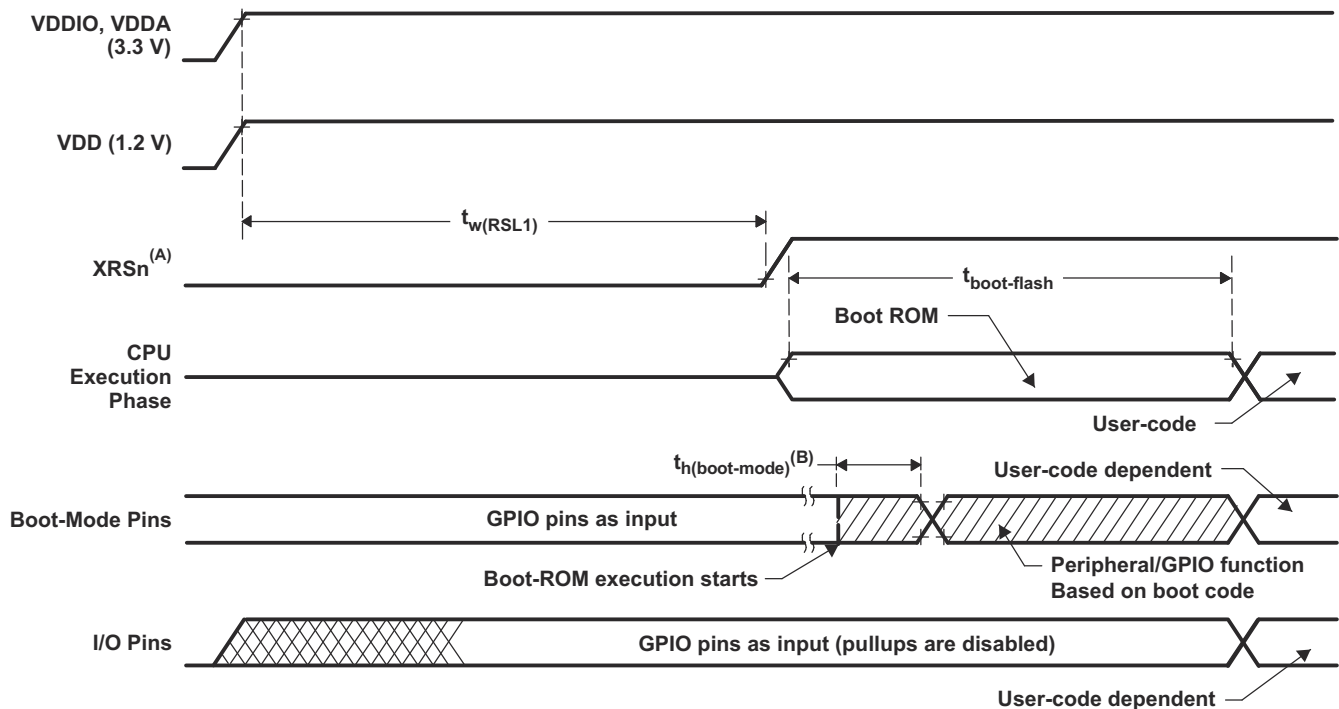 VDDIO, VDDA
(3.3 V)
VDD (1.2 V)
tw(RSL1)
XRSn(A)
tboot-flash
Boot ROM
CPU
Execution
Phase
User-code
th(boot-mode)(B)
User-code dependent
Boot-Mode Pins
GPIO pins as input
Boot-ROM execution starts
Peripheral/GPIO function
Based on boot code
I/O Pins
GPIO pins as input (pullups are disabled)
User-code dependent